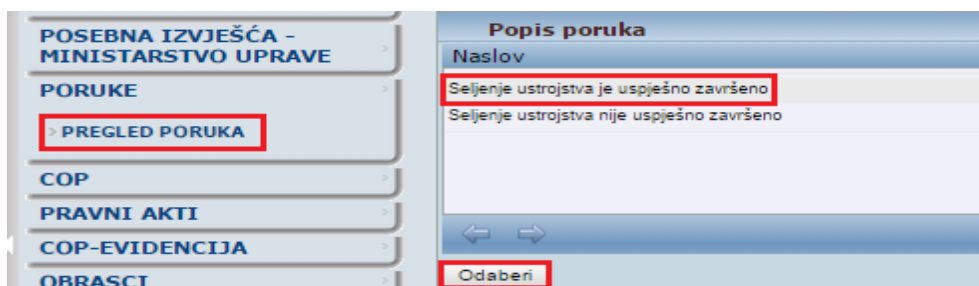 POSEBNA IZVJEŠĆA -
MINISTARSTVO UPRAVE
PORUKE
PREGLED PORUKA
COP
PRAVNI AKTI
COP-EVIDENCIJA
OBRASCI
Popis poruka
Naslov
Seljenje ustrojstva je uspješno završeno
Seljenje ustrojstva nije uspješno završeno
Odaberi